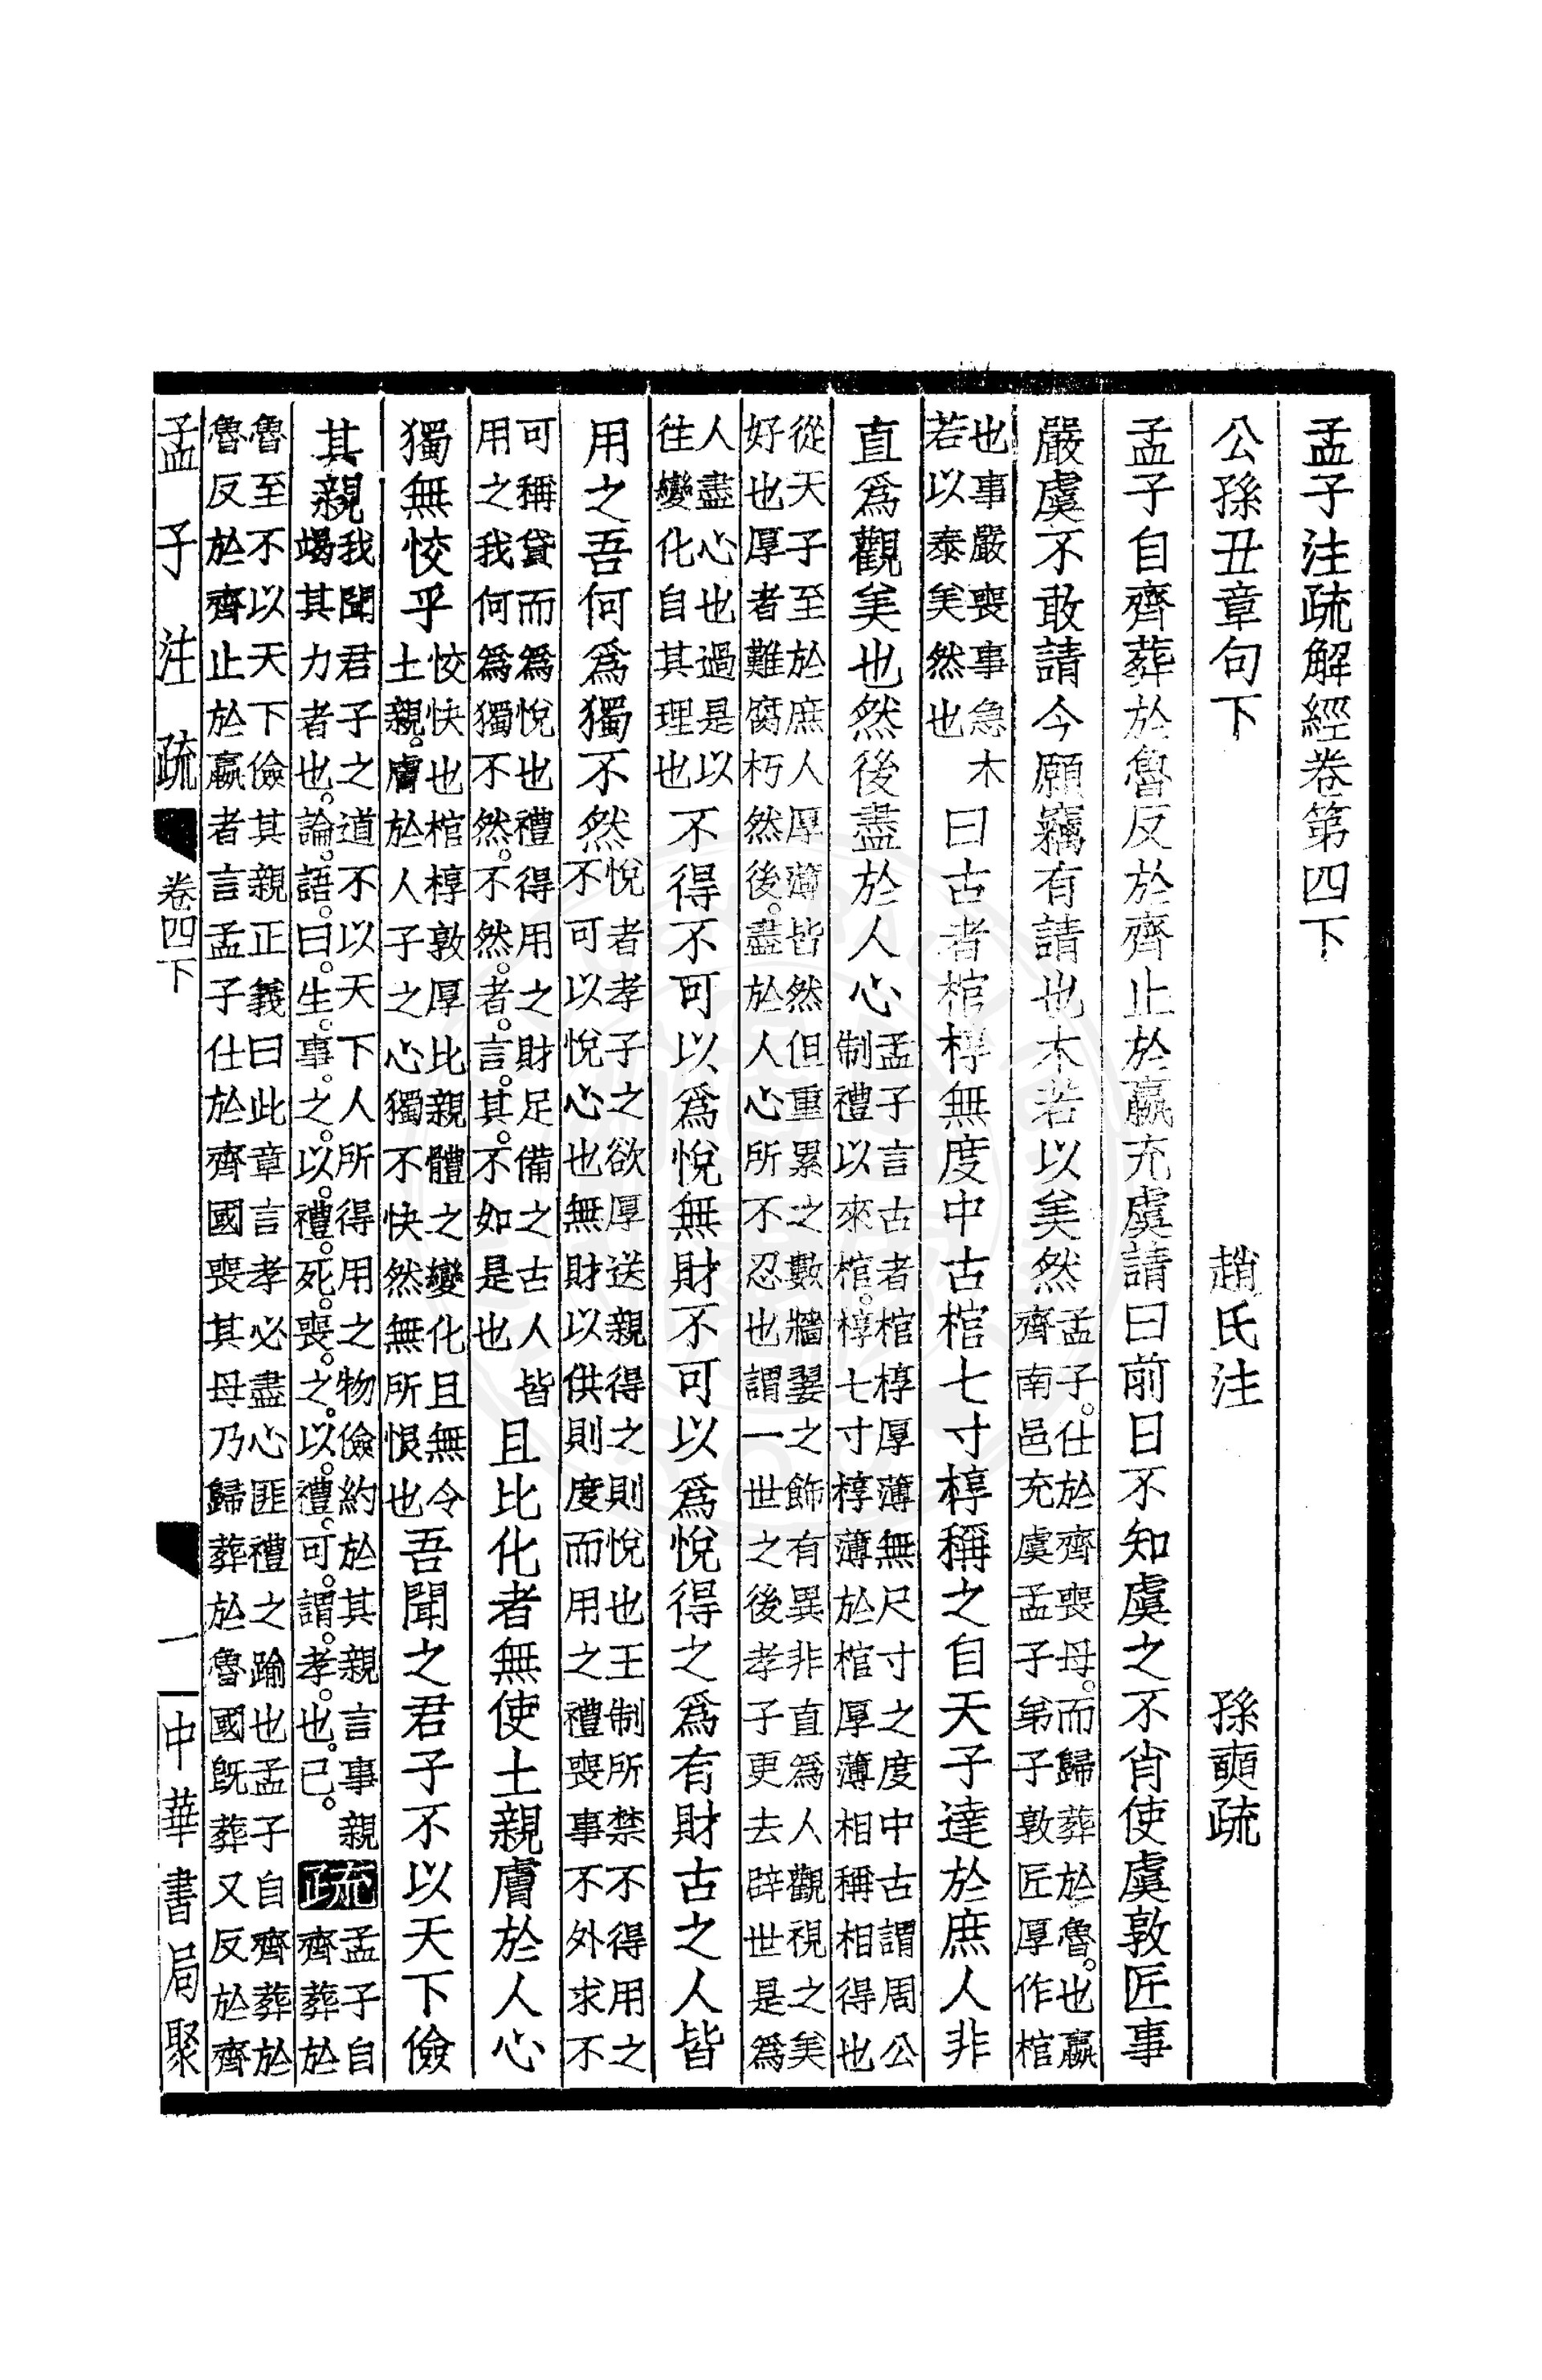 孟子注疏解經卷第四下
公孫丑章句下　趙氏注　孫奭疏
孟子自齊葬於魯反於齊止於嬴充虞請曰前日不知虞之不肖使虞敦匠事
嚴虞不敢請今願竊有請也木若以美然
孟子。仕於齊喪母。而歸葬於魯。也嬴
齊南邑充虞孟子弟子敦匠厚作棺
也事嚴喪事急木
若以泰美然也
曰古者棺椁無度中古棺七寸椁稱之自天子達於庶人非
直爲觀美也然後盡於人心
孟子言古者棺椁厚薄無尺寸之度中古謂周公
制禮以來棺。椁七寸椁薄於棺厚薄相稱相得也
從天子至於庶人厚薄皆然但重累之數牆翣之飾有異非直爲人觀視之美
好也厚者難腐朽然後。盡於人心所不忍也謂一世之後孝子更去辟世是爲
人盡心也過是以
往變化自其理也
不得不可以爲悅無財不可以爲悅得之爲有財古之人皆
用之吾何爲獨不然
悅者孝子之欲厚送親得之則悅也王制所禁不得用之
不可以悅心也無財以供則度而用之禮喪事不外求不
可稱貸而爲悅也禮得用之財足備之古人皆
用之我何爲獨不然。不然。者。言。其。不如是也
且比化者無使土親膚於人心
獨無恔乎
恔快也棺椁敦厚比親體之變化且無令
土親。膚於人子之心獨不快然無所恨也
吾聞之君子不以天下儉
其親
我聞君子之道不以天下人所得用之物儉約於其親言事親
竭其力者也。論。語。曰。生。事。之。以。禮。死。喪。之。以。禮。可。謂。孝。也。已。
疏
孟子自
齊葬於
魯至不以天下儉其親正義曰此章言孝必盡心匪禮之踰也孟子自齊葬於
魯反於齊止於嬴者言孟子仕於齊國喪其母乃歸葬於魯國既葬又反於齊
孟子注疏　卷四下　一　中華書局聚